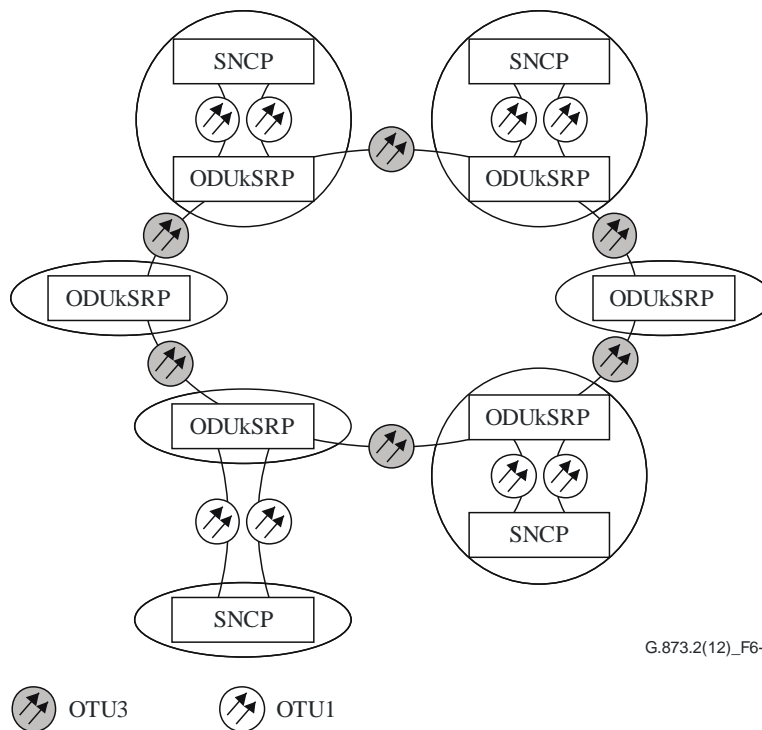 SNCP
SNCP
ODUkSRP
ODUkSRP
ODUkSRP
ODUkSRP
ODUkSRP
ODUkSRP
SNCP
SNCP
G.873.2(12)_F6-
OTU3
OTU1